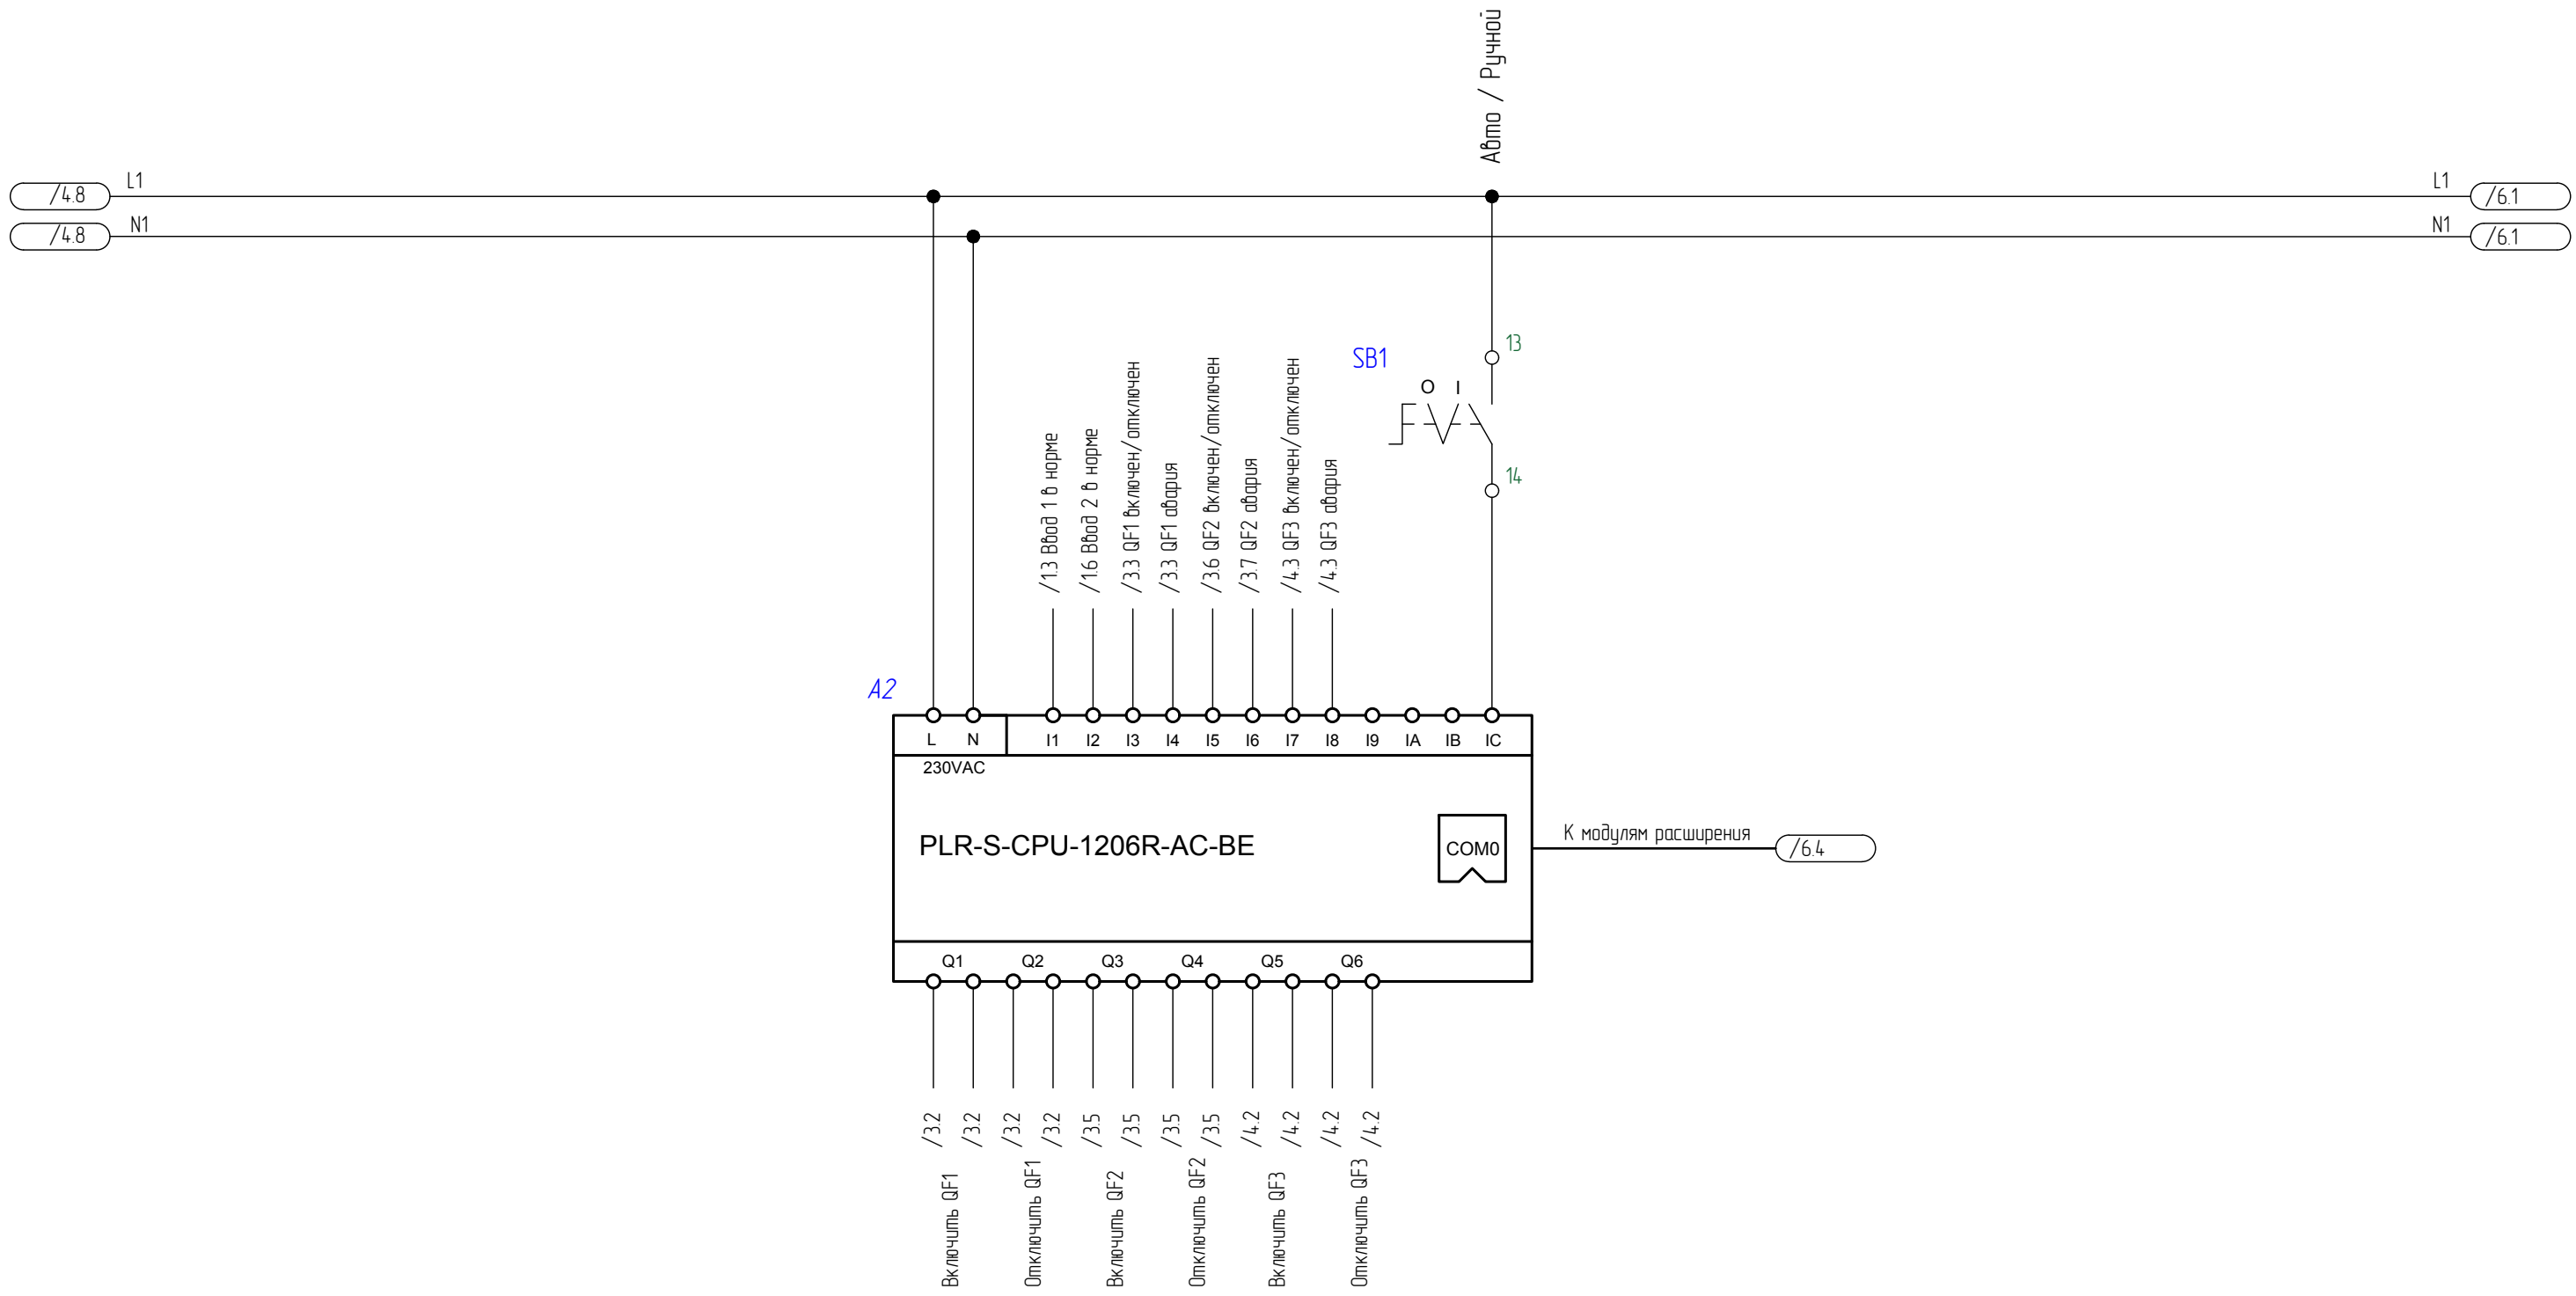 Авто / Ручной
/4.8
L1
L1
/6.1
/4.8
N1
N1
/6.1
SB1
13
O I
14
/1.3 Ввод 1 в норме
/1.6 Ввод 2 в норме
/3.3 QF1 включен/отключен
/3.3 QF1 авария
/3.6 QF2 включен/отключен
/3.7 QF2 авария
/4.3 QF3 включен/отключен
/4.3 QF3 авария
A2
L N I1 I2 I3 I4 I5 I6 I7 I8 I9 IA IB IC
230VAC
PLR-S-CPU-1206R-AC-BE
COM0
К модулям расширения
/6.4
Q1 Q2 Q3 Q4 Q5 Q6
/3.2
/3.2
/3.2
/3.2
/3.5
/3.5
/3.5
/3.5
/4.2
/4.2
/4.2
/4.2
Включить QF1
Отключить QF1
Включить QF2
Отключить QF2
Включить QF3
Отключить QF3